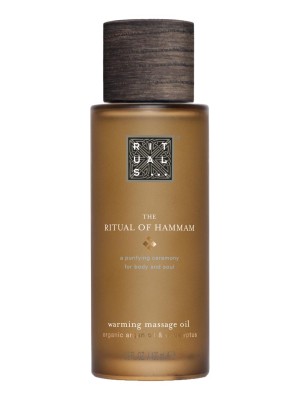 RIT
UAL
S...
THE
RITUAL OF HAMMAM
a purifying ceremony
for body and soul
warming massage oil
organic &